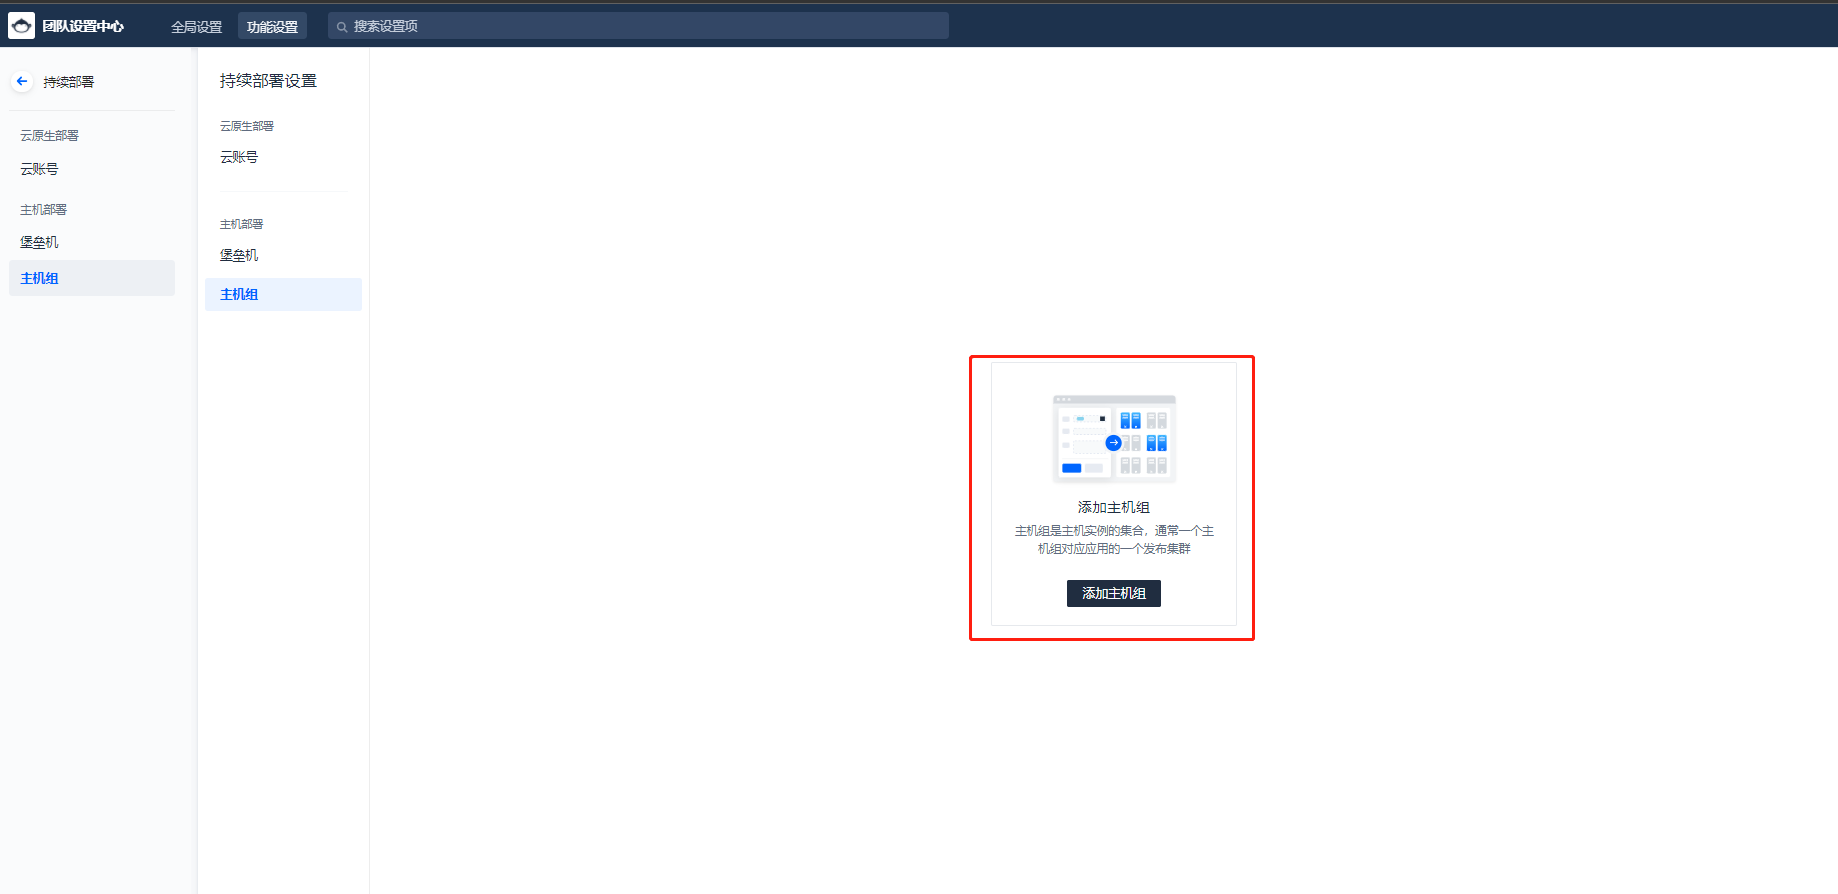 团队设置中心
全局设置
功能设置
搜索设置项
持续部署
云原生部署
云账号
主机部署
堡垒机
主机组
持续部署设置
云原生部署
云账号
主机部署
堡垒机
主机组
添加主机组
主机组是主机实例的集合，通常一个主
机组对应应用的一个发布集群
添加主机组